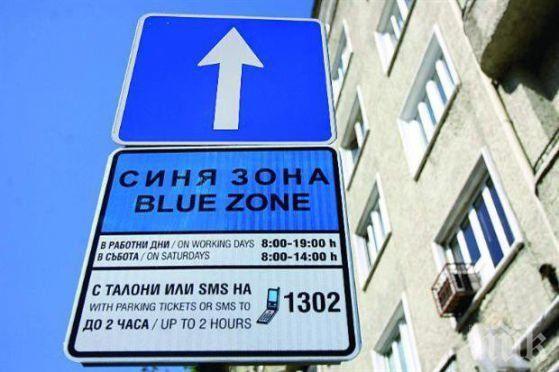 СИНЯ ЗОНА
BLUE ZONE
В РАБОТНИ ДНИ / ON WORKING DAYS 8:00-19:00 h
В СЪБОТА / ON SATURDAYS 8:00-14:00 h
С ТАЛОНИ ИЛИ SMS НА
WITH PARKING TICKETS OR SMS TO 1302
ДО 2 ЧАСА / UP TO 2 HOURS